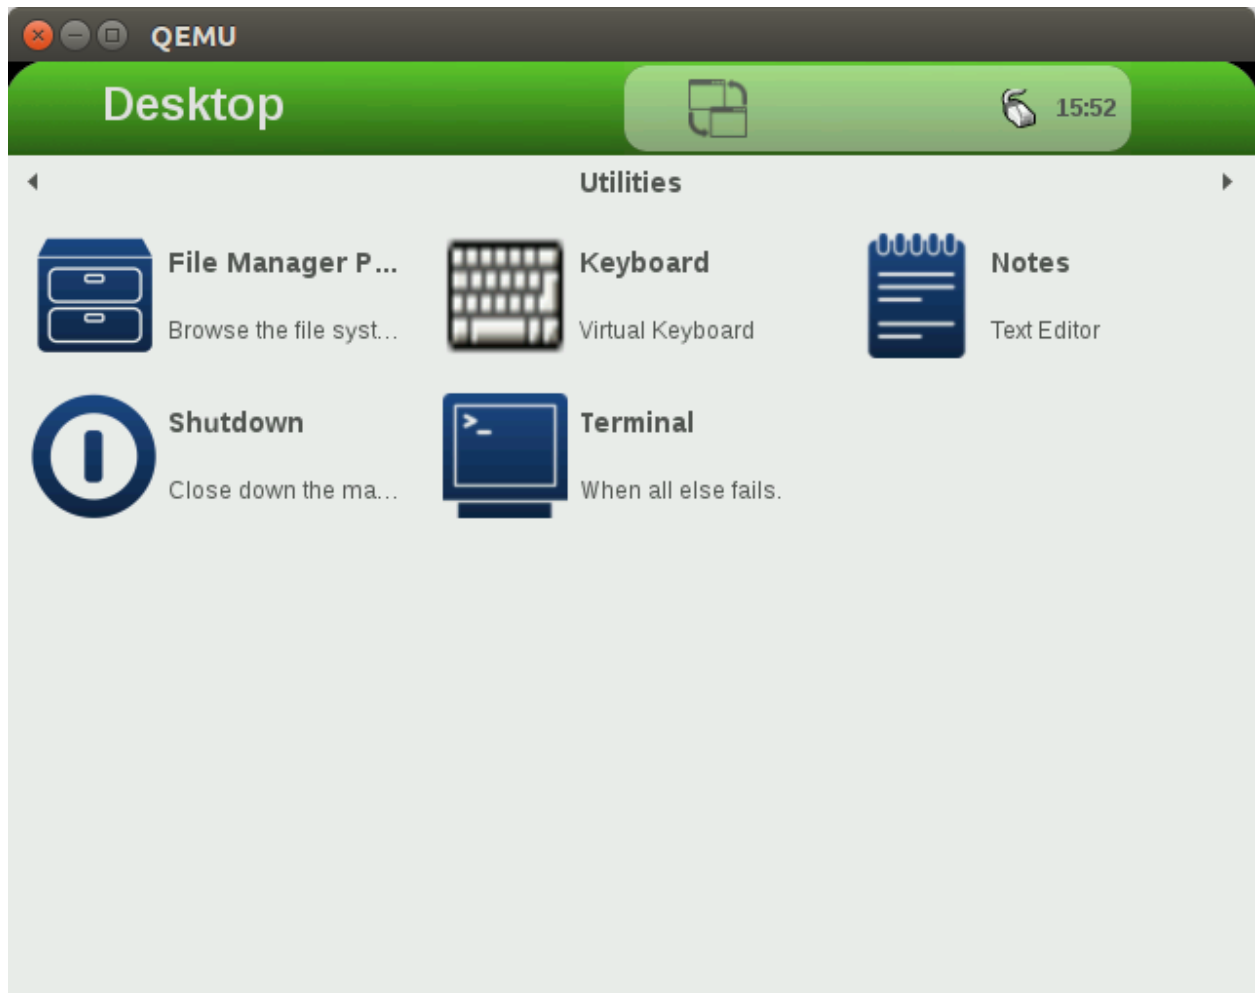 QEMU
Desktop
15:52
Utilities
File Manager P...
Browse the file syst...
Keyboard
Virtual Keyboard
Notes
Text Editor
Shutdown
Close down the ma...
>_
Terminal
When all else fails.